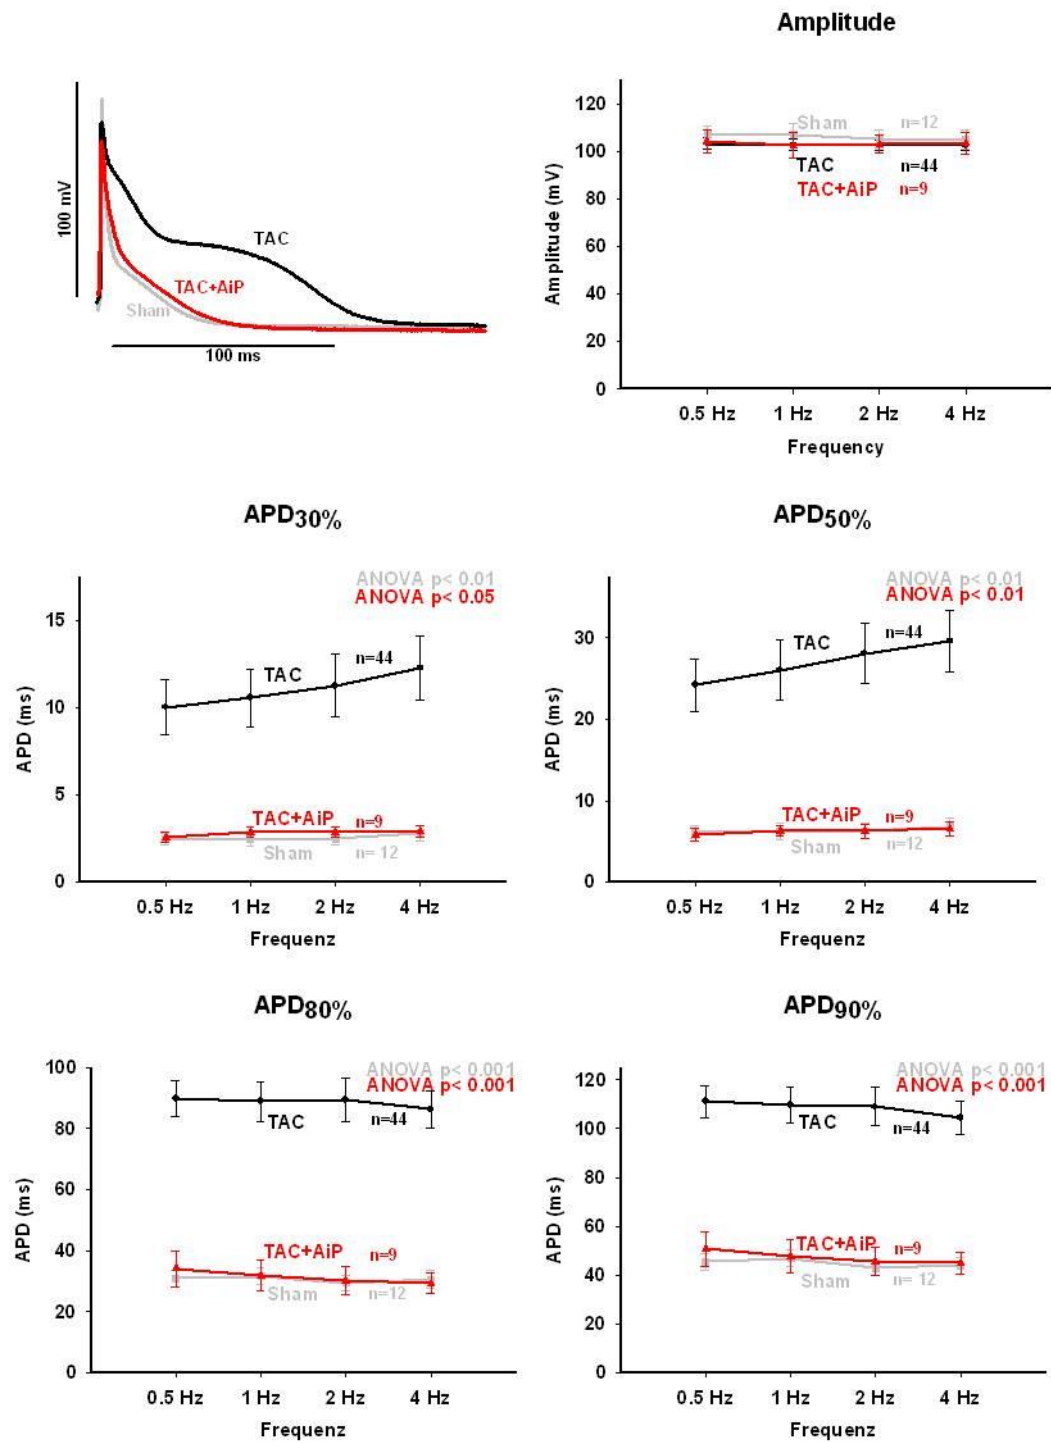 100 mV
TAC
TAC+AiP
Sham
100 ms
Amplitude
Amplitude (mV)
120
100
80
60
40
20
0
Sham n=12
TAC n=44
TAC+AiP n=9
0.5 Hz 1 Hz 2 Hz 4 Hz
Frequency
APD30%
ANOVA p< 0.01
ANOVA p< 0.05
APD (ms)
15
10
5
0
TAC n=44
TAC+AiP n=9
Sham n= 12
0.5 Hz 1 Hz 2 Hz 4 Hz
Frequenz
APD50%
ANOVA p< 0.01
ANOVA p< 0.01
APD (ms)
30
20
10
0
TAC n=44
TAC+AiP n=9
Sham n=12
0.5 Hz 1 Hz 2 Hz 4 Hz
Frequenz
APD80%
ANOVA p< 0.001
ANOVA p< 0.001
APD (ms)
100
80
60
40
20
0
TAC n=44
TAC+AiP n=9
Sham n=12
0.5 Hz 1 Hz 2 Hz 4 Hz
Frequenz
APD90%
ANOVA p< 0.001
ANOVA p< 0.001
APD (ms)
120
100
80
60
40
20
0
TAC n=44
TAC+AiP n=9
Sham n= 12
0.5 Hz 1 Hz 2 Hz 4 Hz
Frequenz